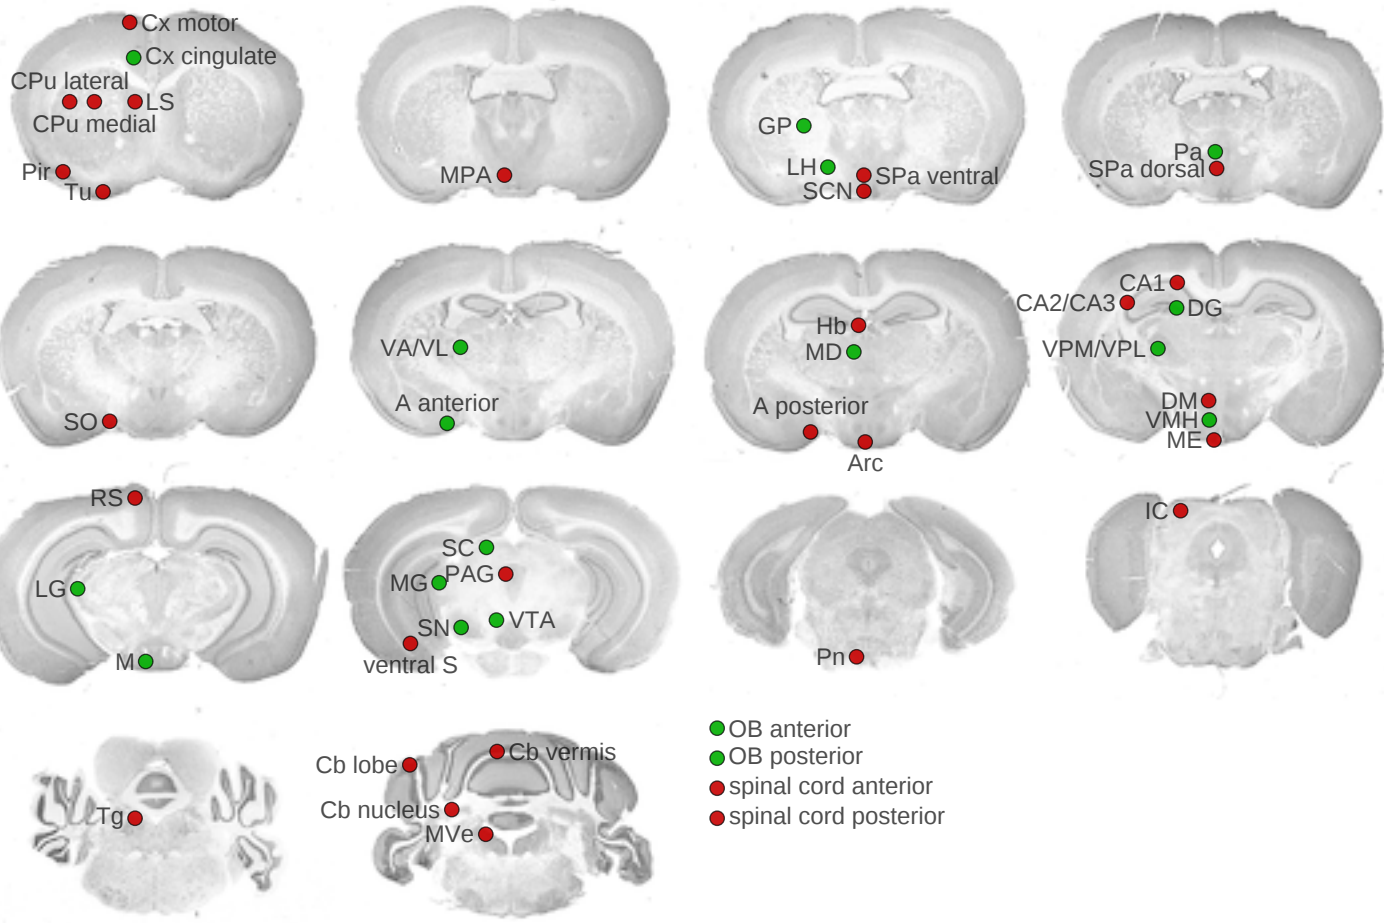 Cx motor
Cx cingulate
CPu lateral
LS
CPu medial
Pir
Tu
MPA
GP
LH
SPa ventral
SCN
Pa
SPa dorsal
SO
VA/VL
A anterior
Hb
MD
A posterior
Arc
CA1
CA2/CA3
DG
VPM/VPL
DM
VMH
ME
RS
LG
M
SC
MG PAG
SN VTA
ventral S
Pn
IC
Tg
Cb vermis
Cb lobe
Cb nucleus
MVe
OB anterior
OB posterior
spinal cord anterior
spinal cord posterior